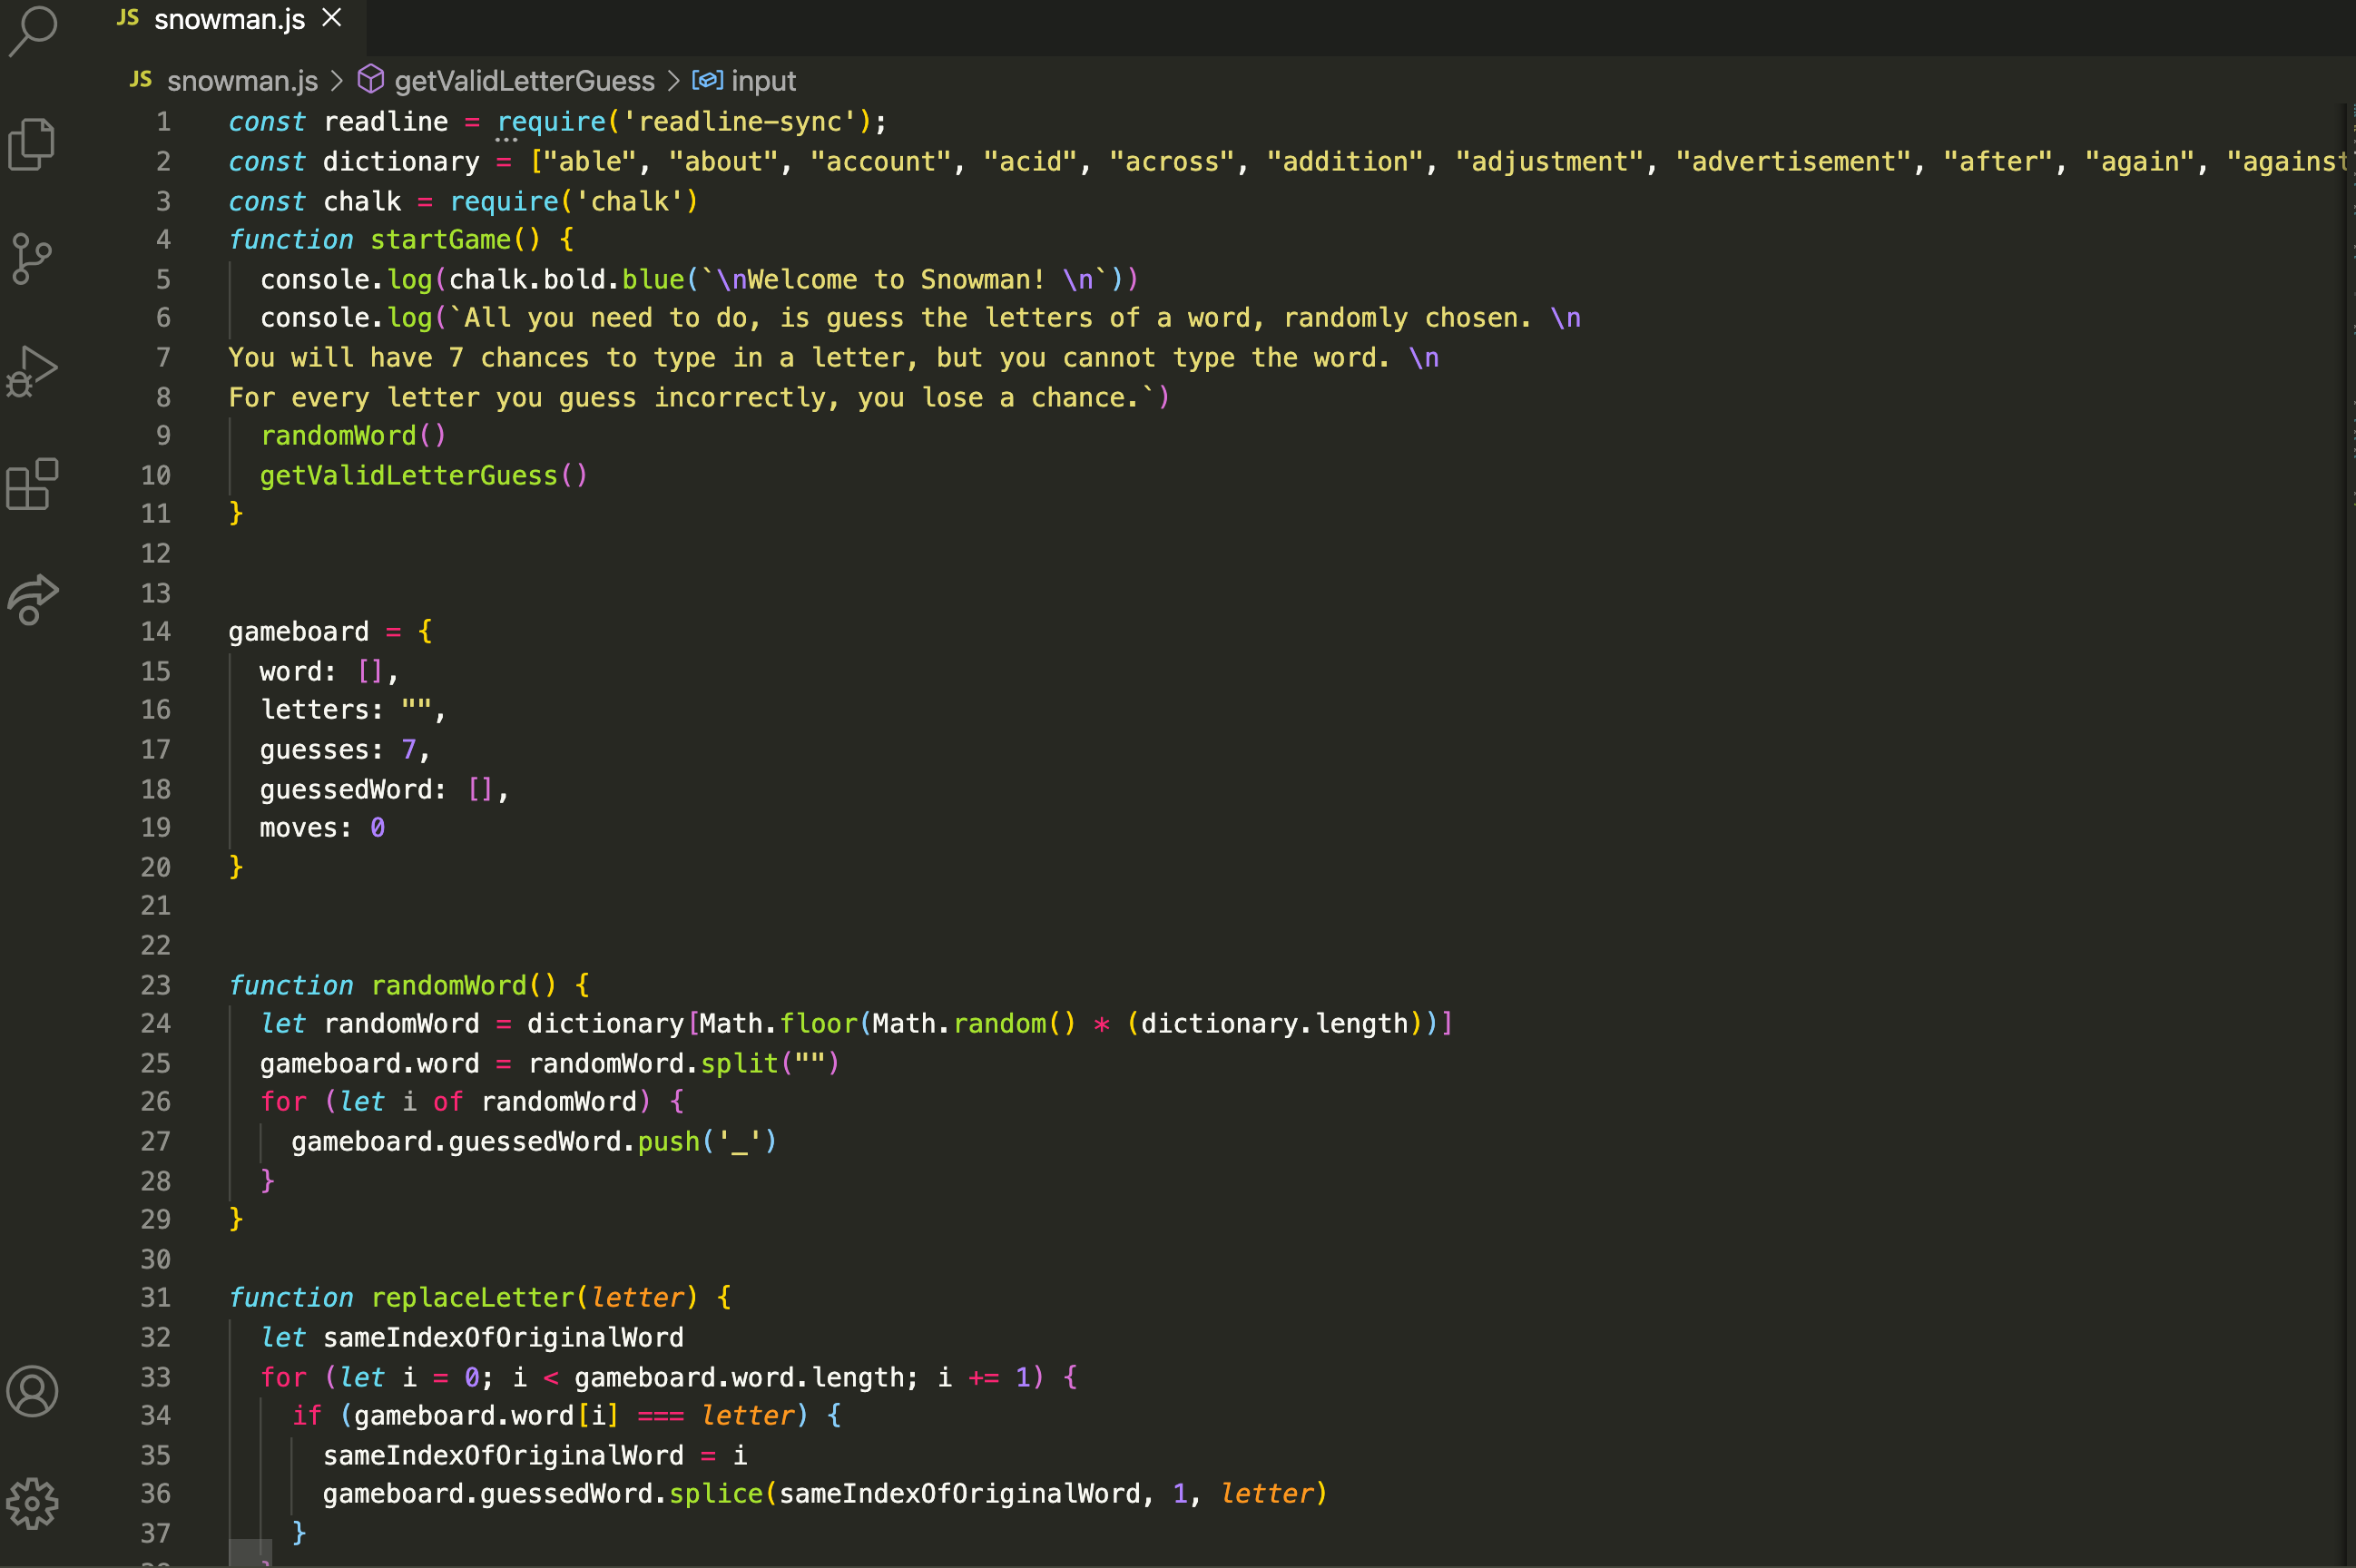 JS snowman.js ×
JS snowman.js > getValidLetterGuess > input
1 const readline = require('readline-sync');
2 const dictionary = ["able", "about", "account", "acid", "across", "addition", "adjustment", "advertisement", "after", "again", "against
3 const chalk = require('chalk')
4 function startGame() {
5 console.log(chalk.bold.blue(`\nWelcome to Snowman! \n`))
6 console.log(`All you need to do, is guess the letters of a word, randomly chosen. \n
7 You will have 7 chances to type in a letter, but you cannot type the word. \n
8 For every letter you guess incorrectly, you lose a chance.`)
9 randomWord()
10 getValidLetterGuess()
11 }
12
13
14 gameboard = {
15 word: [],
16 letters: "",
17 guesses: 7,
18 guessedWord: [],
19 moves: 0
20 }
21
22
23 function randomWord() {
24 let randomWord = dictionary[Math.floor(Math.random() * (dictionary.length))]
25 gameboard.word = randomWord.split("")
26 for (let i of randomWord) {
27 gameboard.guessedWord.push('_')
28 }
29 }
30
31 function replaceLetter(letter) {
32 let sameIndexOfOriginalWord
33 for (let i = 0; i < gameboard.word.length; i += 1) {
34 if (gameboard.word[i] === letter) {
35 sameIndexOfOriginalWord = i
36 gameboard.guessedWord.splice(sameIndexOfOriginalWord, 1, letter)
37 }